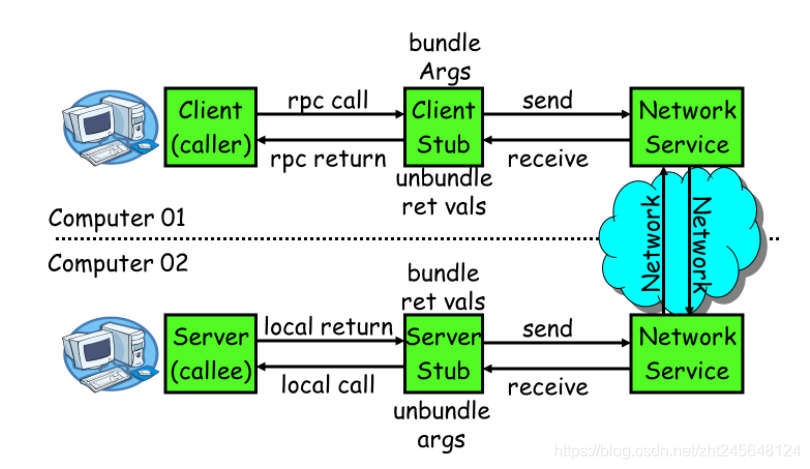 bundle
Args
Client
(caller)
rpc call
rpc return
Client
Stub
send
receive
Network
Service
unbundle
ret vals
Network
Network
Computer 01
Computer 02
bundle
ret vals
Server
(callee)
local return
local call
Server
Stub
send
receive
Network
Service
unbundle
args
https://blog.csdn.net/zht245648124